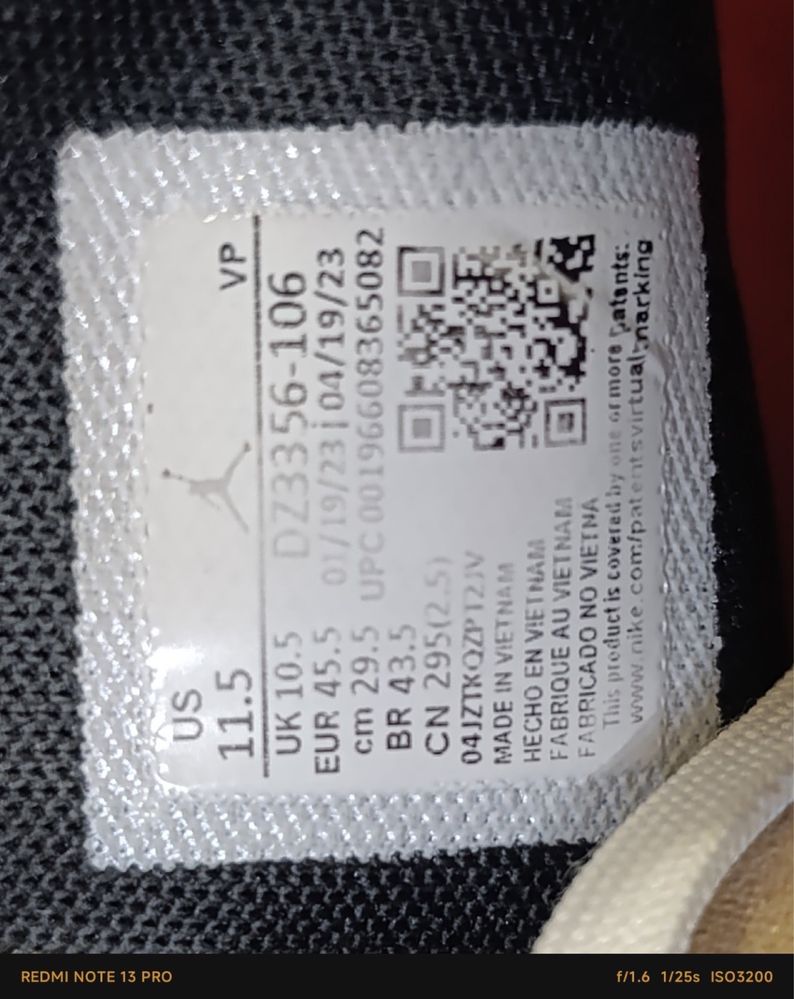 US
11.5
VP
UK 10.5
EUR 45.5
cm 29.5
BR 43.5
CN 295(2.5)
DZ3356-106
01/19/23 | 04/19/23
UPC 00196608365082
04JZTKQZPT2JV
MADE IN VIETNAM
HECHO EN VIETNAM
FABRIQUE AU VIETNAM
FABRICADO NO VIETNA
This product is covered by one or more patents:
www.nike.com/patentsvirtual-marking
REDMI NOTE 13 PRO
f/1.6 1/25s ISO3200